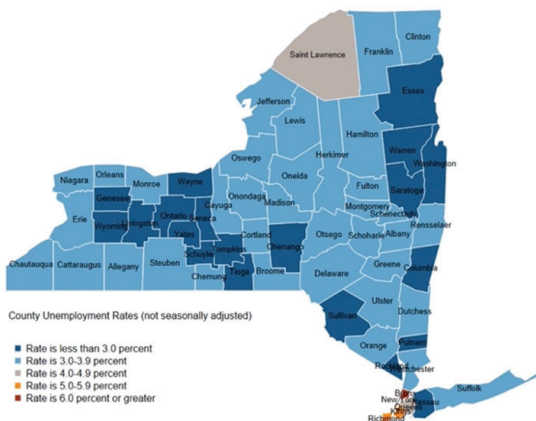 Clinton
Franklin
Saint Lawrence
Essex
Jefferson
Lewis
Hamilton
Warren
Washington
Herkimer
Oswego
Oneida
Saratoga
Fulton
Niagara
Orleans
Monroe
Wayne
Genesee
Cayuga
Onondaga
Madison
Montgomery
Schenectady
Erie
Wyoming
Livingston
Ontario
Seneca
Yates
Rensselaer
Cortland
Chenango
Otsego
Schoharie
Albany
Chautauqua
Cattaraugus
Allegany
Steuben
Schuyler
Tompkins
Chemung
Tioga
Broome
Delaware
Greene
Columbia
Ulster
Dutchess
Sullivan
Orange
Putnam
Rockland
Westchester
Suffolk
Bronx
New York
Nassau
Queens
Kings
Richmond
County Unemployment Rates (not seasonally adjusted)
Rate is less than 3.0 percent
Rate is 3.0-3.9 percent
Rate is 4.0-4.9 percent
Rate is 5.0-5.9 percent
Rate is 6.0 percent or greater